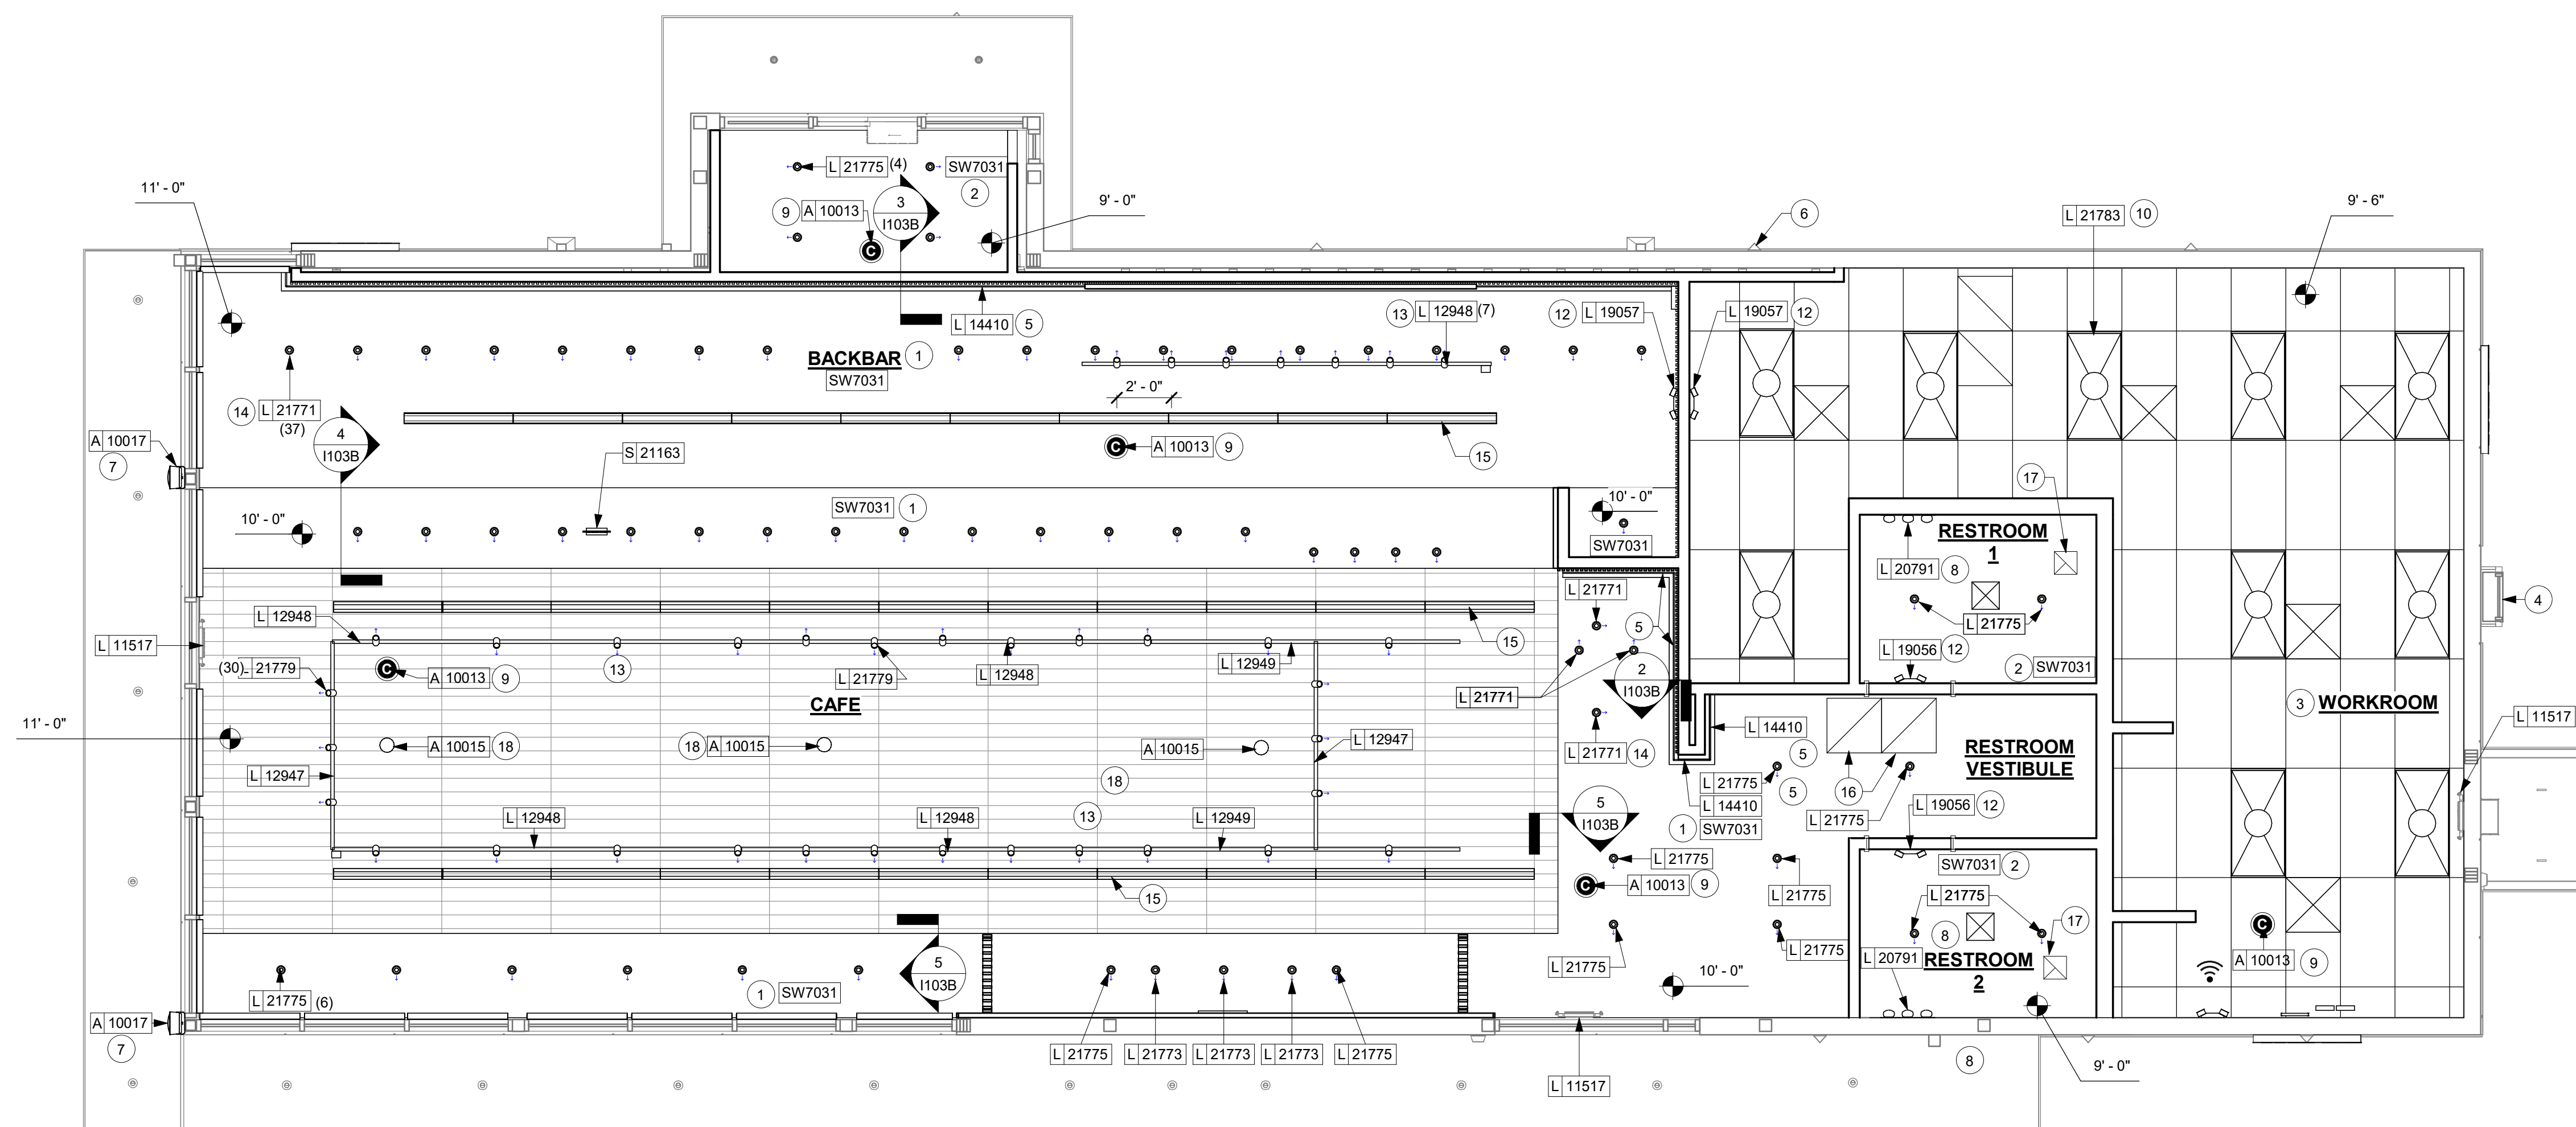 L 21775 (4)
SW7031
2
11' - 0"
9 A 10013
3
I103B
9' - 0"
6
L 21783 10
9' - 6"
L 14410 5
13 L 12948 (7)
12 L 19057
L 19057 12
BACKBAR 1
SW7031
2' - 0"
14 L 21771
(37)
4
I103B
A 10017
7
S 21163
C A 10013 9
15
17
SW7031 1
10' - 0"
10' - 0"
SW7031
RESTROOM
1
L 20791 8
L 21771
4
L 12948
5
L 21775
L 11517
15
13
L 19056 12
(30) L 21779
C A 10013 9
L 21779
L 12948
L 12949
2
I103B
2 SW7031
L 21771
CAFE
3 WORKROOM
11' - 0"
L 11517
A 10015 18
18 A 10015
A 10015
L 12947
L 21771 14
L 14410
5
RESTROOM
VESTIBULE
L 12947
18
L 21775
5
16
L 14410
L 19056 12
L 12948
L 12948
13
L 12949
5
I103B
1 SW7031
L 21775
L 21775
SW7031 2
C A 10013 9
L 21775
L 21775
15
17
8
C
L 21775
L 21775
L 20791
RESTROOM
2
A 10013 9
5
I103B
10' - 0"
L 21775 (6)
1 SW7031
A 10017
7
L 21775
L 21773
L 21773
L 21773
L 21775
8
9' - 0"
L 11517